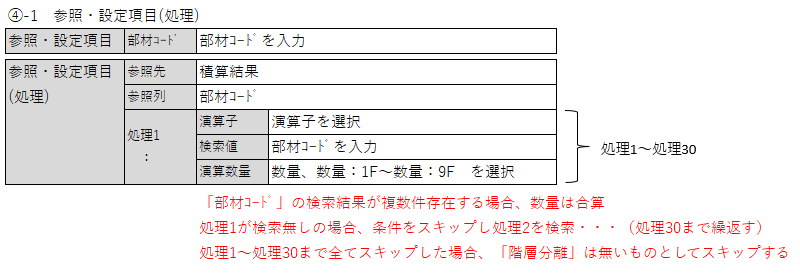 ④-1　参照・設定項目(処理)
参照・設定項目 部材ｺｰﾄﾞ 部材ｺｰﾄﾞを入力
参照・設定項目 参照先 積算結果
(処理) 参照列 部材ｺｰﾄﾞ
処理1 演算子 演算子を選択
： 検索値 部材ｺｰﾄﾞを入力
演算数量 数量、数量：1F～数量：9F　を選択
処理1～処理30
「部材ｺｰﾄﾞ」の検索結果が複数件存在する場合、数量は合算
処理1が検索無しの場合、条件をスキップし処理2を検索・・・（処理30まで繰返す）
処理1～処理30まで全てスキップした場合、「階層分離」は無いものとしてスキップする